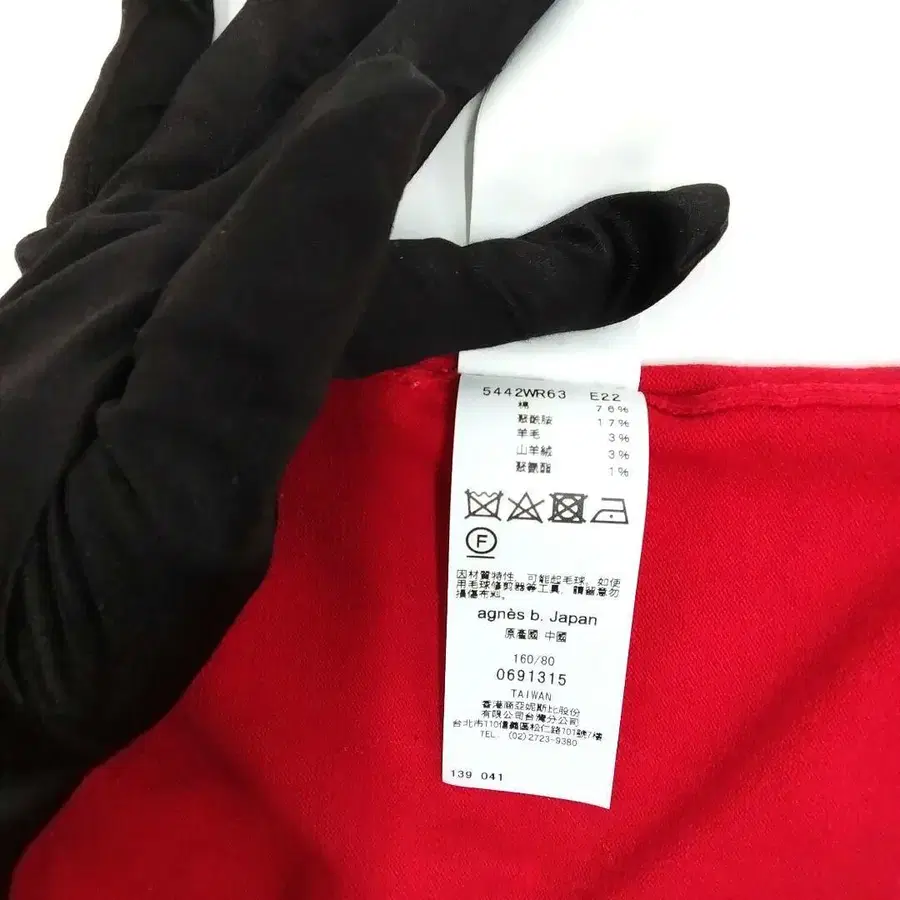 5442WR63 E22
棉 76%
聚醯胺 17%
羊毛 3%
山羊絨 3%
聚氨酯 1%
F
因材質特性, 可能起毛球, 如使
用毛球修剪器等工具, 請留意勿
損傷布料。
agnès b. Japan
原產國 中國
160/80
0691315
TAIWAN
香港商亞妮斯比股份
有限公司台灣分公司
台北市110信義區松仁路101號7樓
TEL. (02)2723-9380
139 041